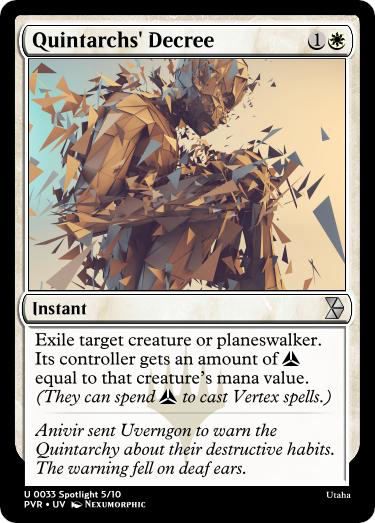 Quintarchs' Decree 1
Instant
Exile target creature or planeswalker.
Its controller gets an amount of
equal to that creature's mana value.
(They can spend to cast Vertex spells.)
Anivir sent Uverngon to warn the
Quintarchy about their destructive habits.
The warning fell on deaf ears.
U 0033 Spotlight 5/10
PVR • UV Nexumorphic
Utaha